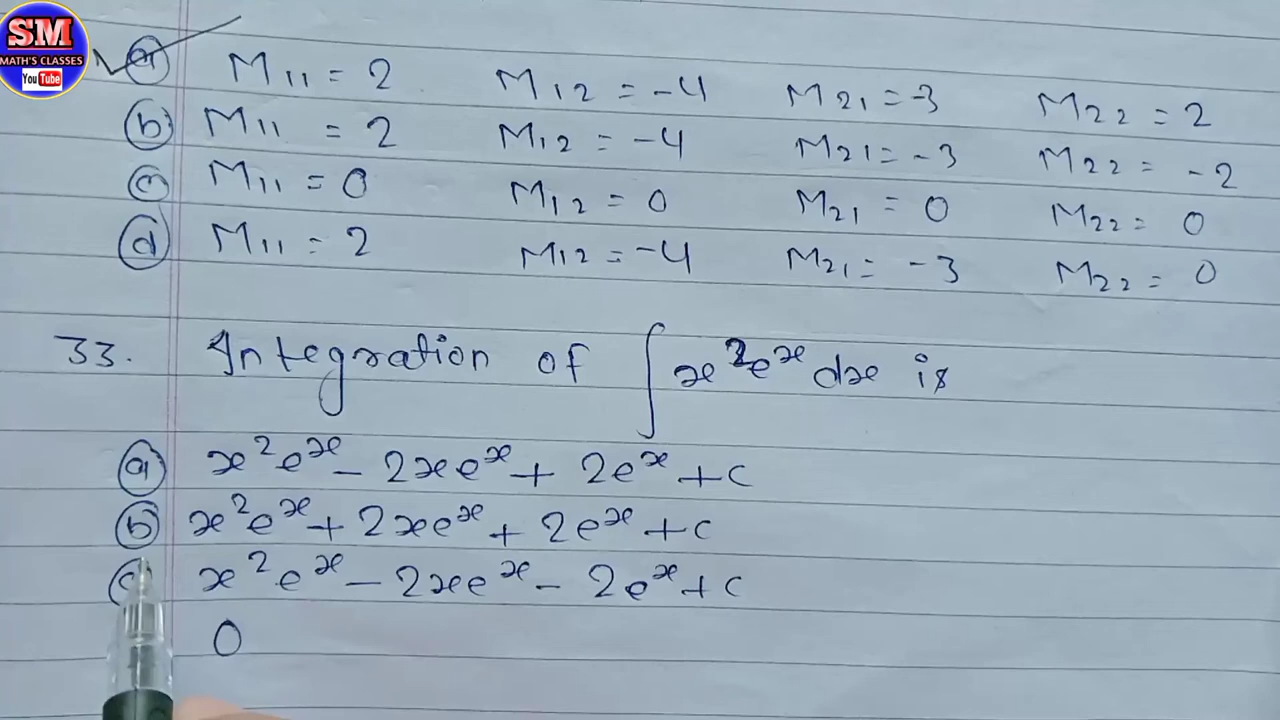 SM
MATH'S CLASSES
You Tube
(a) M11 = 2 M12 = -4 M21 = -3 M22 = 2
(b) M11 = 2 M12 = -4 M21 = -3 M22 = -2
(c) M11 = 0 M12 = 0 M21 = 0 M22 = 0
(d) M11 = 2 M12 = -4 M21 = -3 M22 = 0
33. Integration of ∫ x²eˣ dx is
(a) x²eˣ - 2xeˣ + 2eˣ + c
(b) x²eˣ + 2xeˣ + 2eˣ + c
(c) x²eˣ - 2xeˣ - 2eˣ + c
0